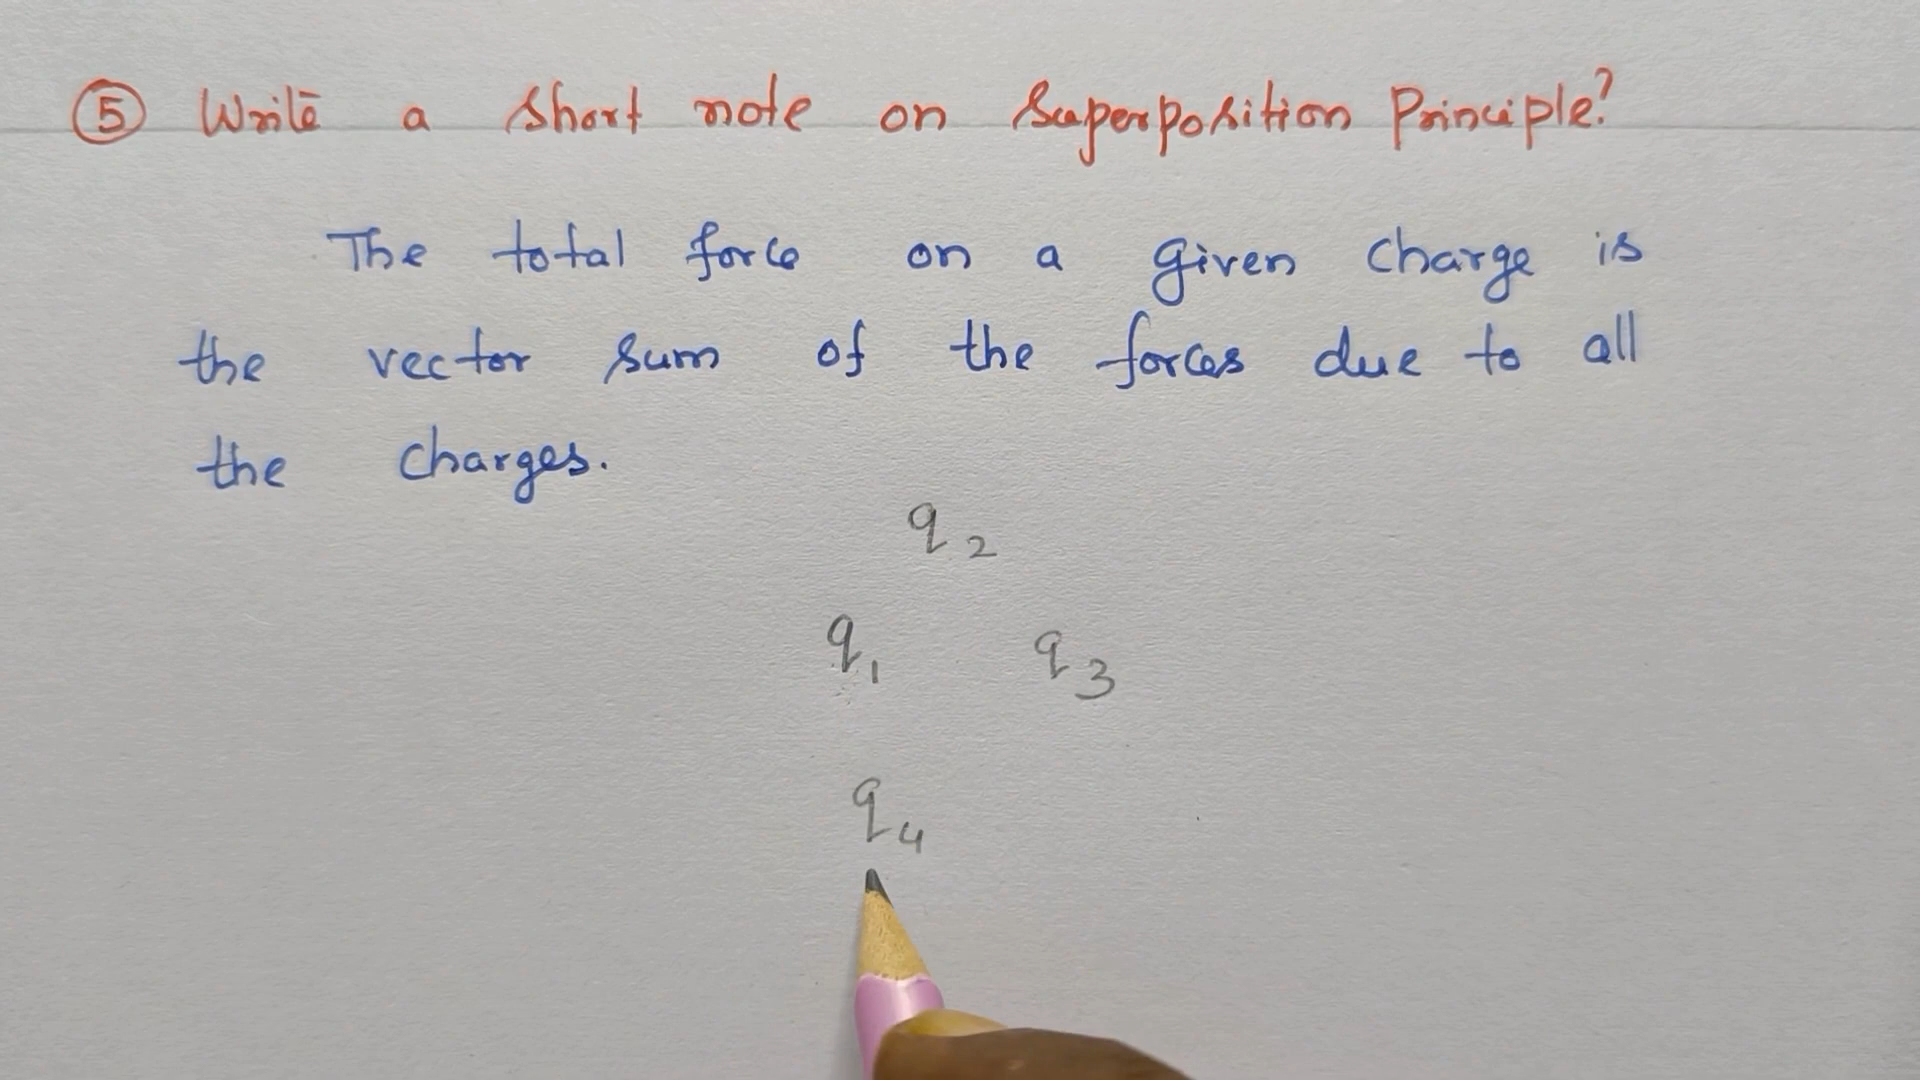 ⑤ Write a short note on Superposition Principle?
The total force on a given charge is
the vector sum of the forces due to all
the charges.
q2
q1 q3
q4